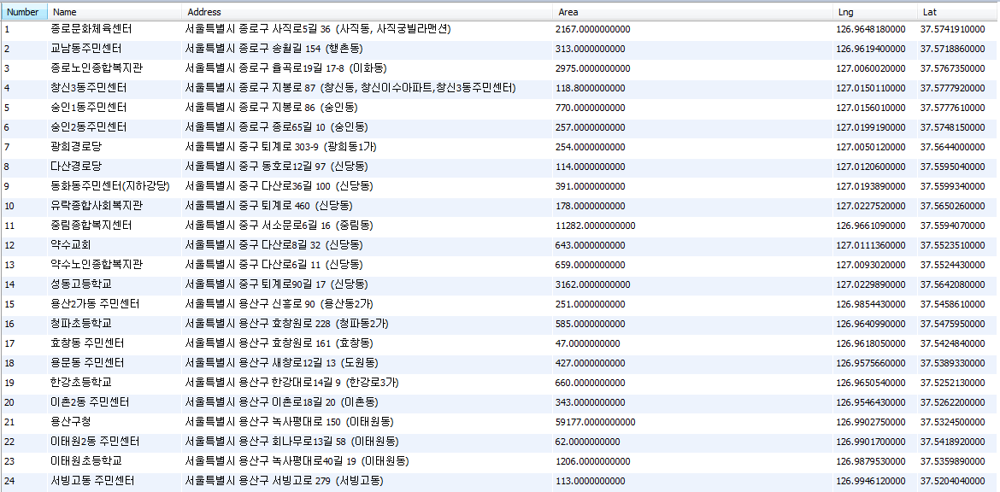 Number Name Address Area Lng Lat
1 종로문화체육센터 서울특별시 종로구 사직로5길 36 (사직동, 사직궁빌라맨션) 2167.0000000000 126.9648180000 37.5741910000
2 교남동주민센터 서울특별시 종로구 송월길 154 (행촌동) 313.0000000000 126.9619400000 37.5718860000
3 종로노인종합복지관 서울특별시 종로구 율곡로19길 17-8 (이화동) 2975.0000000000 127.0060020000 37.5767350000
4 창신3동주민센터 서울특별시 종로구 지봉로 87 (창신동, 창신이수아파트,창신3동주민센터) 118.8000000000 127.0150110000 37.5777920000
5 숭인1동주민센터 서울특별시 종로구 지봉로 86 (숭인동) 770.0000000000 127.0156010000 37.5777610000
6 숭인2동주민센터 서울특별시 종로구 종로65길 10 (숭인동) 257.0000000000 127.0199190000 37.5748150000
7 광희경로당 서울특별시 중구 퇴계로 303-9 (광희동1가) 254.0000000000 127.0050120000 37.5644000000
8 다산경로당 서울특별시 중구 동호로12길 97 (신당동) 114.0000000000 127.0120600000 37.5595040000
9 동화동주민센터(지하강당) 서울특별시 중구 다산로36길 100 (신당동) 391.0000000000 127.0193890000 37.5599340000
10 유락종합사회복지관 서울특별시 중구 퇴계로 460 (신당동) 178.0000000000 127.0227520000 37.5650260000
11 중림종합복지센터 서울특별시 중구 서소문로6길 16 (중림동) 11282.0000000000 126.9661090000 37.5594070000
12 약수교회 서울특별시 중구 다산로8길 32 (신당동) 643.0000000000 127.0111360000 37.5523510000
13 약수노인종합복지관 서울특별시 중구 다산로6길 11 (신당동) 659.0000000000 127.0093020000 37.5524430000
14 성동고등학교 서울특별시 중구 퇴계로90길 17 (신당동) 3162.0000000000 127.0229890000 37.5642080000
15 용산2가동 주민센터 서울특별시 용산구 신흥로 90 (용산동2가) 251.0000000000 126.9854430000 37.5458610000
16 청파초등학교 서울특별시 용산구 효창원로 228 (청파동2가) 585.0000000000 126.9640990000 37.5475950000
17 효창동 주민센터 서울특별시 용산구 효창원로 161 (효창동) 47.0000000000 126.9618050000 37.5424840000
18 용문동 주민센터 서울특별시 용산구 새창로12길 13 (도원동) 427.0000000000 126.9575660000 37.5389330000
19 한강초등학교 서울특별시 용산구 한강대로14길 9 (한강로3가) 660.0000000000 126.9650540000 37.5252130000
20 이촌2동 주민센터 서울특별시 용산구 이촌로18길 20 (이촌동) 343.0000000000 126.9546430000 37.5262200000
21 용산구청 서울특별시 용산구 녹사평대로 150 (이태원동) 59177.0000000000 126.9902750000 37.5324500000
22 이태원2동 주민센터 서울특별시 용산구 회나무로13길 58 (이태원동) 62.0000000000 126.9901700000 37.5418920000
23 이태원초등학교 서울특별시 용산구 녹사평대로40길 19 (이태원동) 1206.0000000000 126.9879530000 37.5359890000
24 서빙고동 주민센터 서울특별시 용산구 서빙고로 279 (서빙고동) 113.0000000000 126.9946120000 37.5204040000